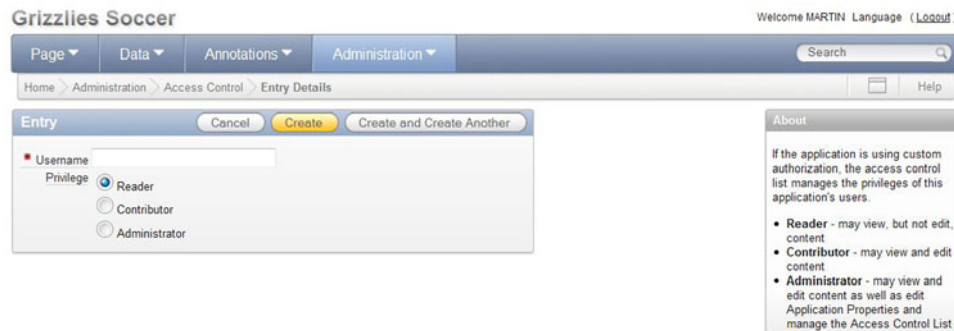 Grizzlies Soccer
Welcome MARTIN Language (Logout)
Page Data Annotations Administration Search
Home Administration Access Control Entry Details Help
Entry Cancel Create Create and Create Another
Username
Privilege Reader
Contributor
Administrator
About
If the application is using custom
authorization, the access control
list manages the privileges of this
application's users.
• Reader - may view, but not edit,
content
• Contributor - may view and edit
content
• Administrator - may view and
edit content as well as edit
Application Properties and
manage the Access Control List